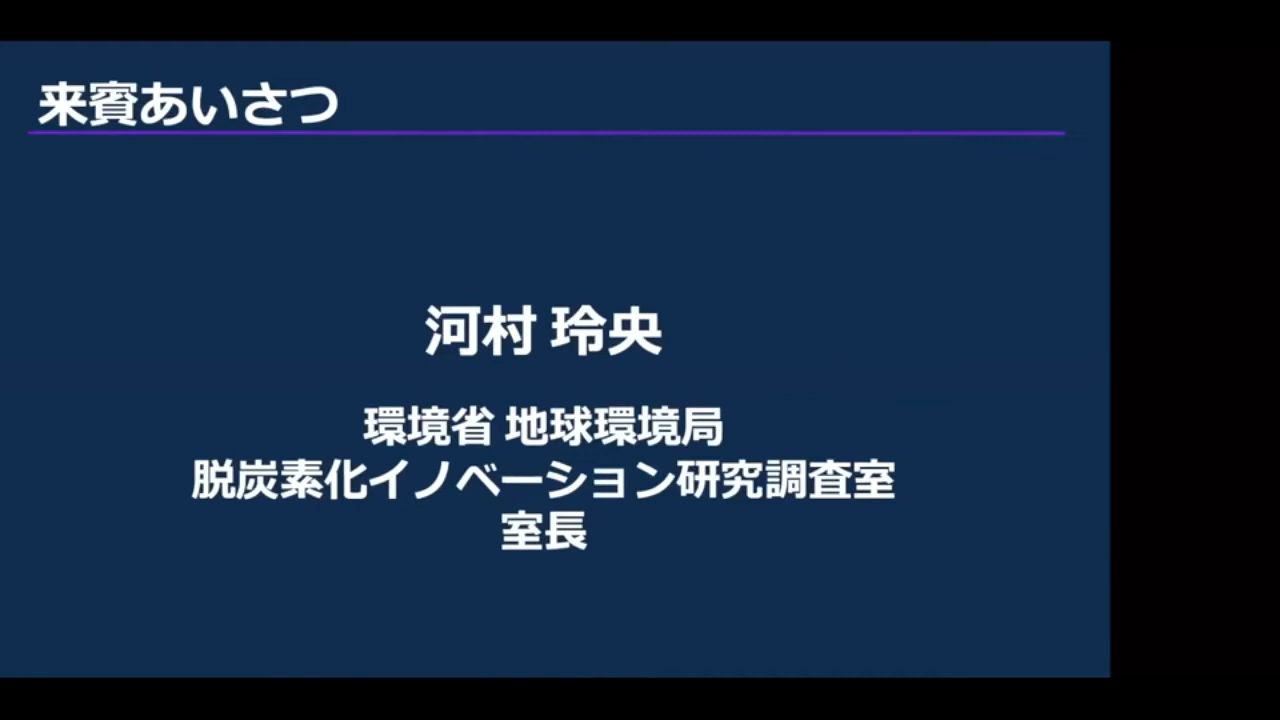 来賓あいさつ
河村 玲央
環境省 地球環境局
脱炭素化イノベーション研究調査室
室長